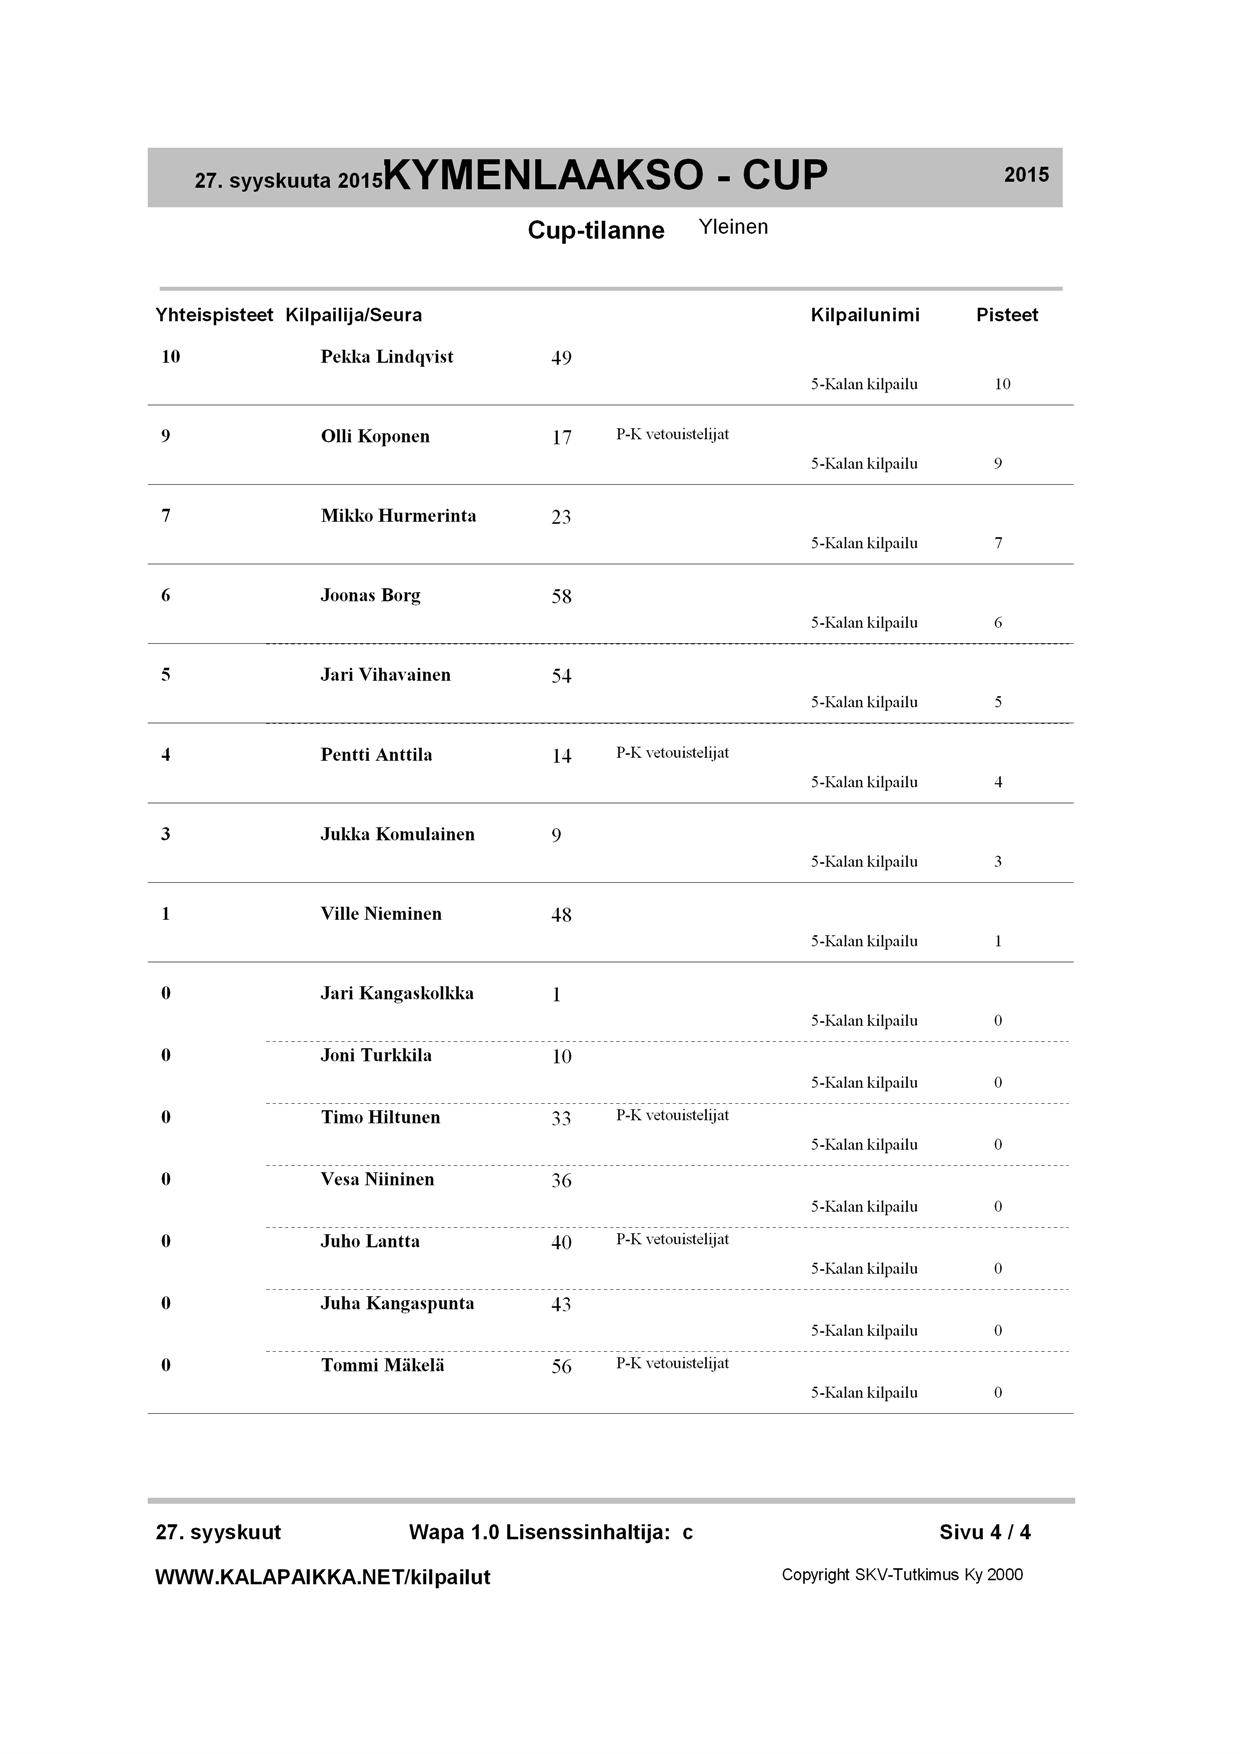 27. syyskuuta 2015 KYMENLAAKSO - CUP 2015
Cup-tilanne Yleinen
Yhteispisteet Kilpailija/Seura Kilpailunimi Pisteet
10 Pekka Lindqvist 49
5-Kalan kilpailu 10
9 Olli Koponen 17 P-K vetouistelijat
5-Kalan kilpailu 9
7 Mikko Hurmerinta 23
5-Kalan kilpailu 7
6 Joonas Borg 58
5-Kalan kilpailu 6
5 Jari Vihavainen 54
5-Kalan kilpailu 5
4 Pentti Anttila 14 P-K vetouistelijat
5-Kalan kilpailu 4
3 Jukka Komulainen 9
5-Kalan kilpailu 3
1 Ville Nieminen 48
5-Kalan kilpailu 1
0 Jari Kangaskolkka 1
5-Kalan kilpailu 0
0 Joni Turkkila 10
5-Kalan kilpailu 0
0 Timo Hiltunen 33 P-K vetouistelijat
5-Kalan kilpailu 0
0 Vesa Niininen 36
5-Kalan kilpailu 0
0 Juho Lantta 40 P-K vetouistelijat
5-Kalan kilpailu 0
0 Juha Kangaspunta 43
5-Kalan kilpailu 0
0 Tommi Mäkelä 56 P-K vetouistelijat
5-Kalan kilpailu 0
27. syyskuut Wapa 1.0 Lisenssinhaltija: c Sivu 4 / 4
WWW.KALAPAIKKA.NET/kilpailut Copyright SKV-Tutkimus Ky 2000